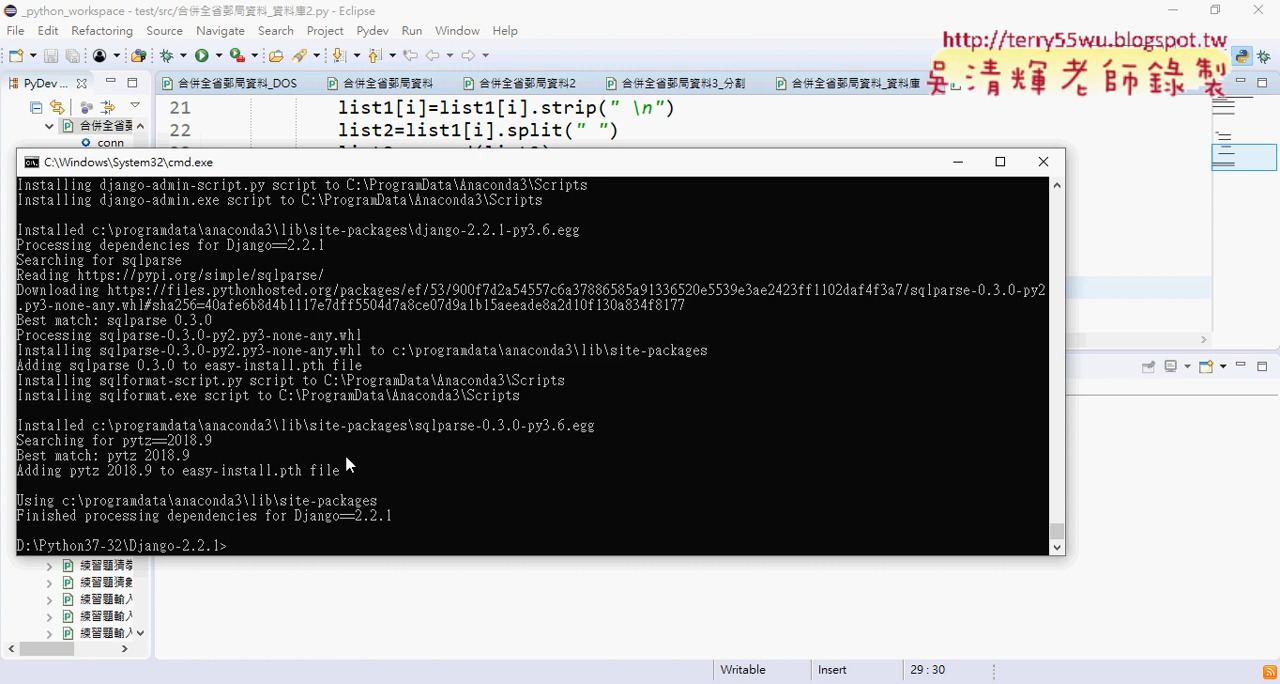 _python_workspace - test/src/合併全省郵局資料_資料庫2.py - Eclipse
File Edit Refactoring Source Navigate Search Project Pydev Run Window Help
http://terry55wu.blogspot.tw
吳清輝老師錄製
PyDev ...
合併全省郵局資料_DOS
合併全省郵局資料
合併全省郵局資料2
合併全省郵局資料3_分割
合併全省郵局資料_資料庫
合併全省
conn
21 list1[i]=list1[i].strip(" \n")
22 list2=list1[i].split(" ")
C:\Windows\System32\cmd.exe
Installing django-admin-script.py script to C:\ProgramData\Anaconda3\Scripts
Installing django-admin.exe script to C:\ProgramData\Anaconda3\Scripts
Installed c:\programdata\anaconda3\lib\site-packages\django-2.2.1-py3.6.egg
Processing dependencies for Django==2.2.1
Searching for sqlparse
Reading https://pypi.org/simple/sqlparse/
Downloading https://files.pythonhosted.org/packages/ef/53/900f7d2a54557c6a37886585a91336520e5539e3ae2423ff1102daf4f3a7/sqlparse-0.3.0-py2
.py3-none-any.whl#sha256=40afe6b8d4b1117e7dff5504d7a8ce07d9a1b15aeeade8a2d10f130a834f8177
Best match: sqlparse 0.3.0
Processing sqlparse-0.3.0-py2.py3-none-any.whl
Installing sqlparse-0.3.0-py2.py3-none-any.whl to c:\programdata\anaconda3\lib\site-packages
Adding sqlparse 0.3.0 to easy-install.pth file
Installing sqlformat-script.py script to C:\ProgramData\Anaconda3\Scripts
Installing sqlformat.exe script to C:\ProgramData\Anaconda3\Scripts
Installed c:\programdata\anaconda3\lib\site-packages\sqlparse-0.3.0-py3.6.egg
Searching for pytz==2018.9
Best match: pytz 2018.9
Adding pytz 2018.9 to easy-install.pth file
Using c:\programdata\anaconda3\lib\site-packages
Finished processing dependencies for Django==2.2.1
D:\Python37-32\Django-2.2.1>
練習題猜
練習題猜
練習題輸入
練習題輸入
練習題輸入
Writable Insert 29 : 30